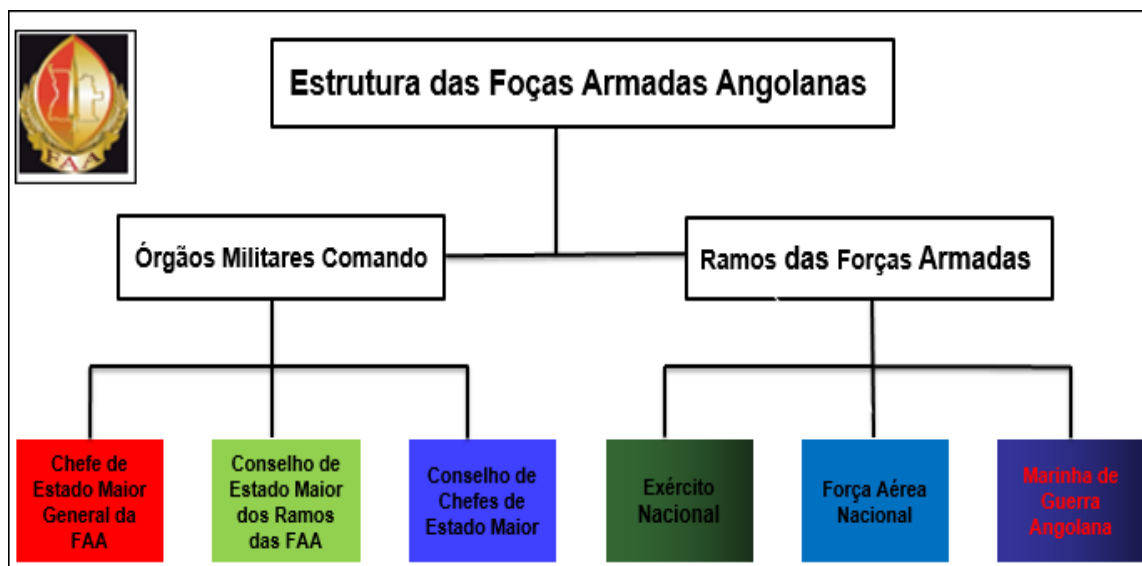 FAA
Estrutura das Foças Armadas Angolanas
Órgãos Militares Comando
Ramos das Forças Armadas
Chefe de
Estado Maior
General da
FAA
Conselho de
Estado Maior
dos Ramos
das FAA
Conselho de
Chefes de
Estado Maior
Exército
Nacional
Força Aérea
Nacional
Marinha de
Guerra
Angolana